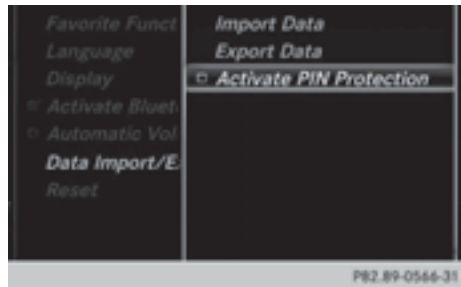 Favorite Funct
Language
Display
Activate Bluet
Automatic Vol
Data Import/E
Reset
Import Data
Export Data
Activate PIN Protection
P82.89-0566-31